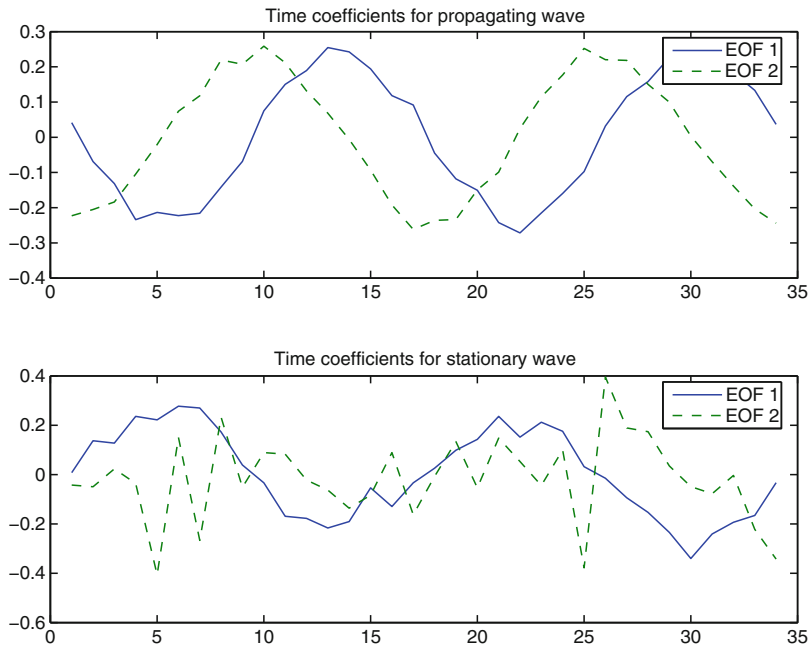 Time coefficients for propagating wave
0.3
0.2
0.1
0
−0.1
−0.2
−0.3
−0.4
EOF 1
EOF 2
0 5 10 15 20 25 30 35
Time coefficients for stationary wave
0.4
0.2
0
−0.2
−0.4
−0.6
EOF 1
EOF 2
0 5 10 15 20 25 30 35